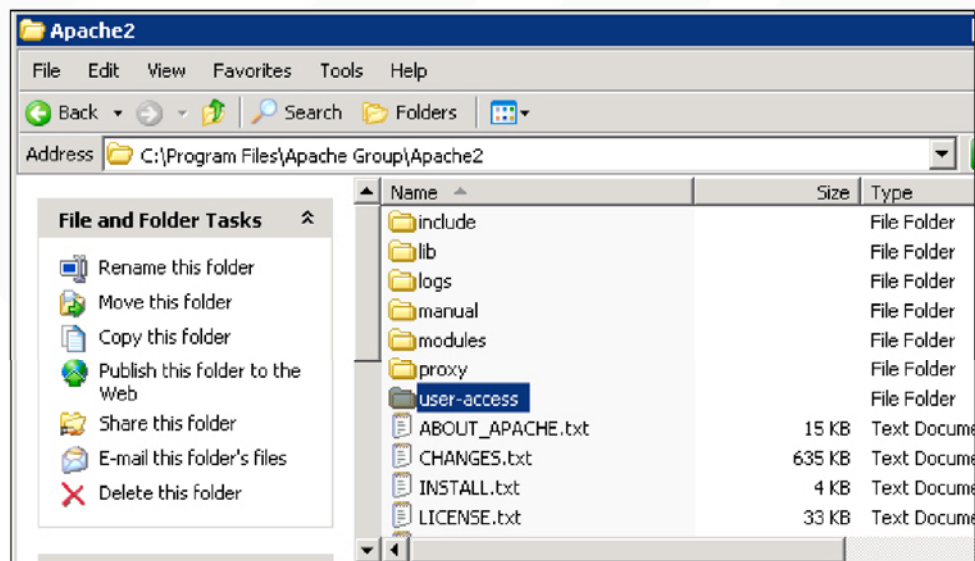 Apache2
File Edit View Favorites Tools Help
Back Search Folders
Address C:\Program Files\Apache Group\Apache2
File and Folder Tasks
Rename this folder
Move this folder
Copy this folder
Publish this folder to the
Web
Share this folder
E-mail this folder's files
Delete this folder
Name Size Type
include File Folder
lib File Folder
logs File Folder
manual File Folder
modules File Folder
proxy File Folder
user-access File Folder
ABOUT_APACHE.txt 15 KB Text Docume
CHANGES.txt 635 KB Text Docume
INSTALL.txt 4 KB Text Docume
LICENSE.txt 33 KB Text Docume